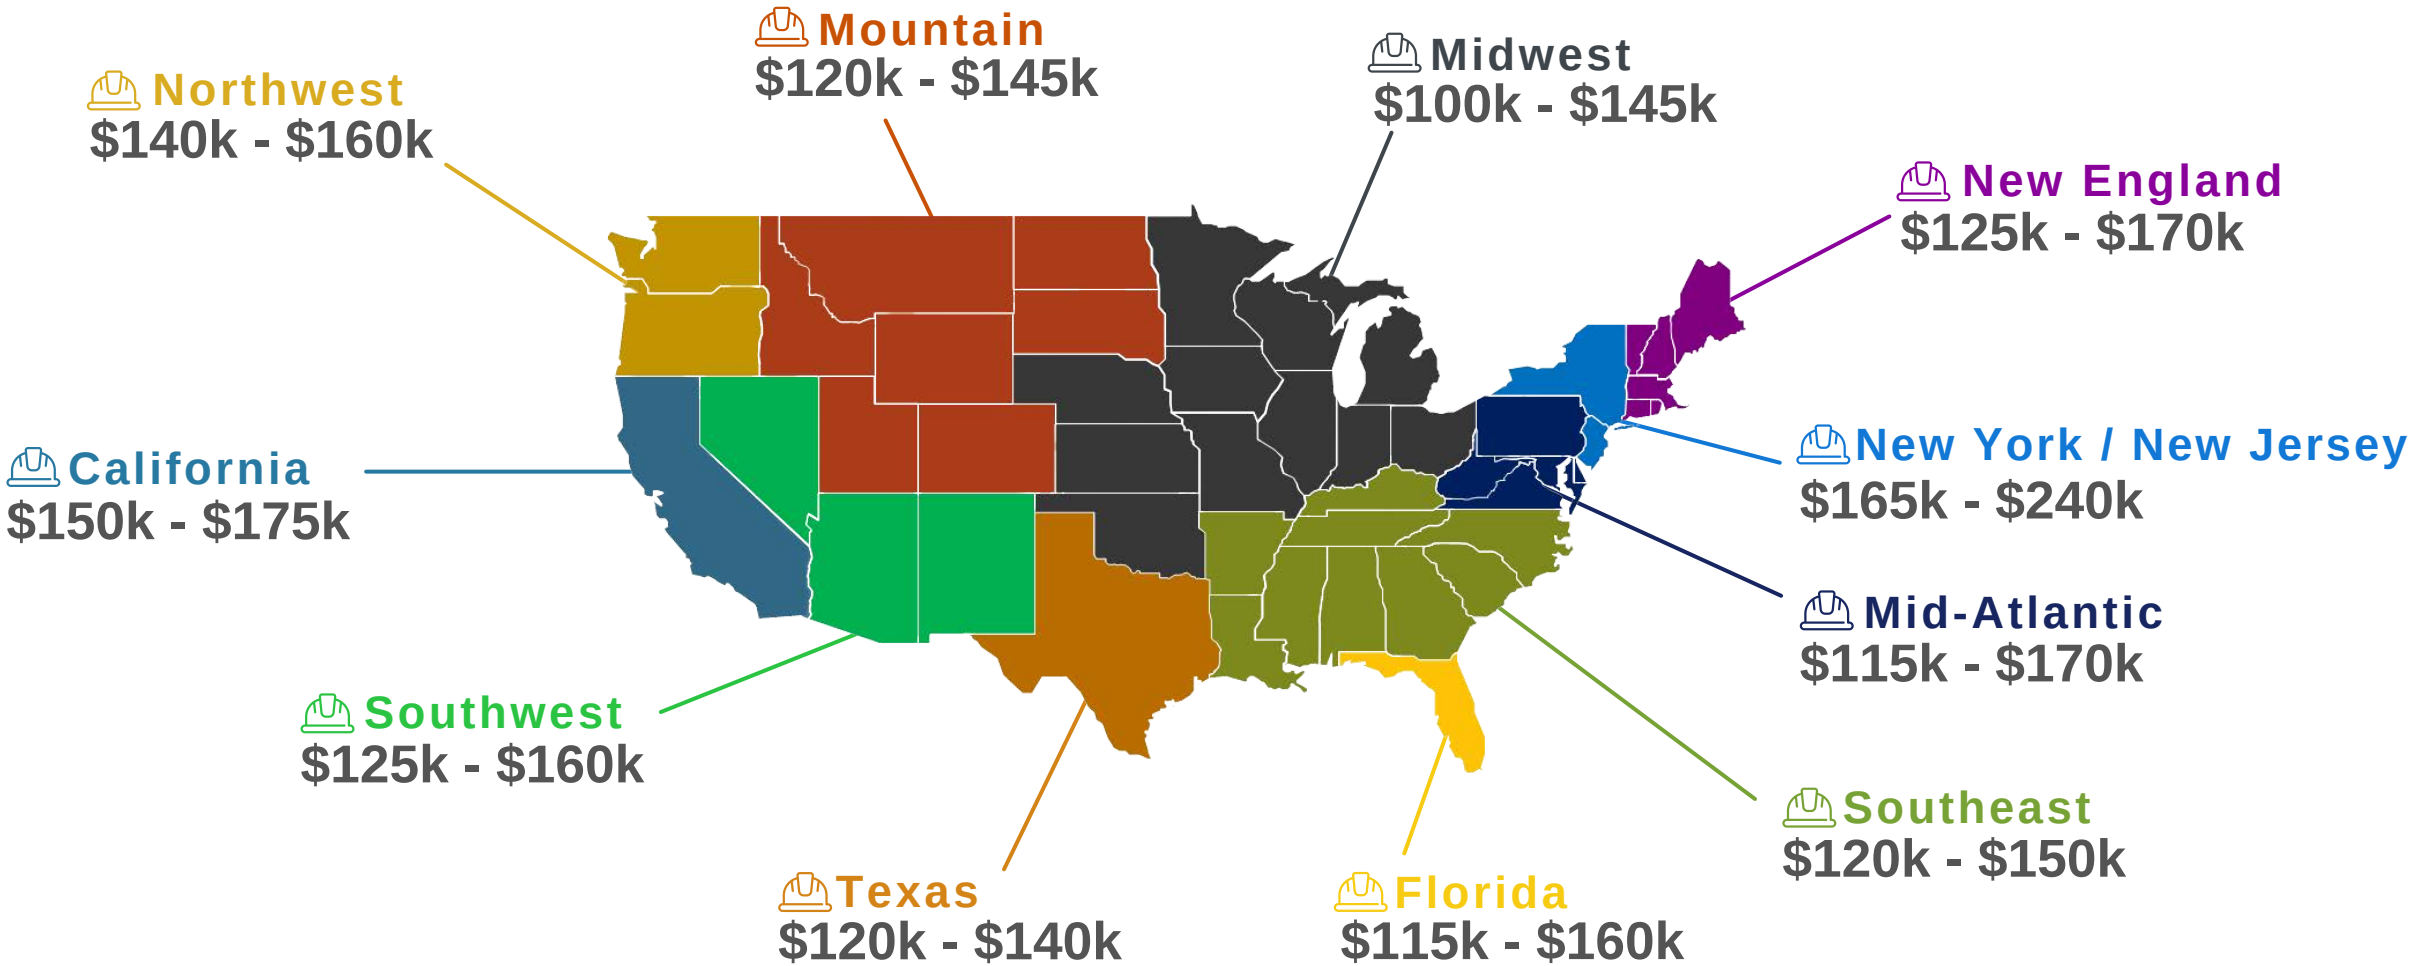 Mountain
$120k - $145k
Midwest
$100k - $145k
Northwest
$140k - $160k
New England
$125k - $170k
California
$150k - $175k
New York / New Jersey
$165k - $240k
Mid-Atlantic
$115k - $170k
Southwest
$125k - $160k
Southeast
$120k - $150k
Texas
$120k - $140k
Florida
$115k - $160k